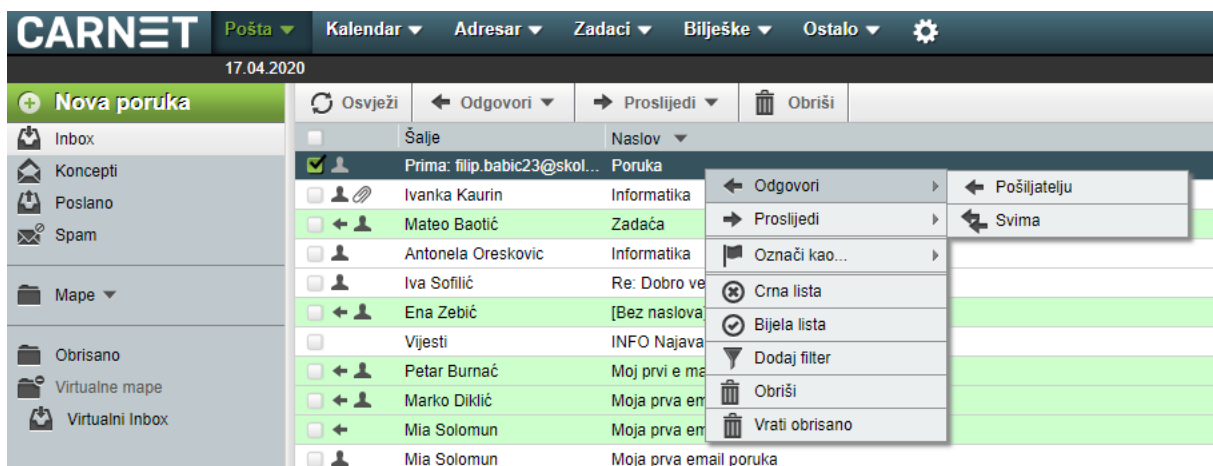 CARNET Pošta Kalendar Adresar Zadaci Bilješke Ostalo
17.04.2020
Nova poruka
Osvježi Odgovori Proslijedi Obriši
Inbox
Koncepti
Poslano
Spam
Mape
Obrisano
Virtualne mape
Virtualni Inbox
Šalje Naslov
Prima: filip.babic23@skol... Poruka
Ivanka Kaurin Informatika
Mateo Baotić Zadaća
Antonela Oreskovic Informatika
Iva Sofilić Re: Dobro ve
Ena Zebić [Bez naslova]
Vijesti INFO Najava
Petar Burnać Moj prvi e ma
Marko Diklić Moja prva em
Mia Solomun Moja prva em
Mia Solomun Moja prva email poruka
Odgovori
Proslijedi
Označi kao...
Crna lista
Bijela lista
Dodaj filter
Obriši
Vrati obrisano
Pošiljatelju
Svima